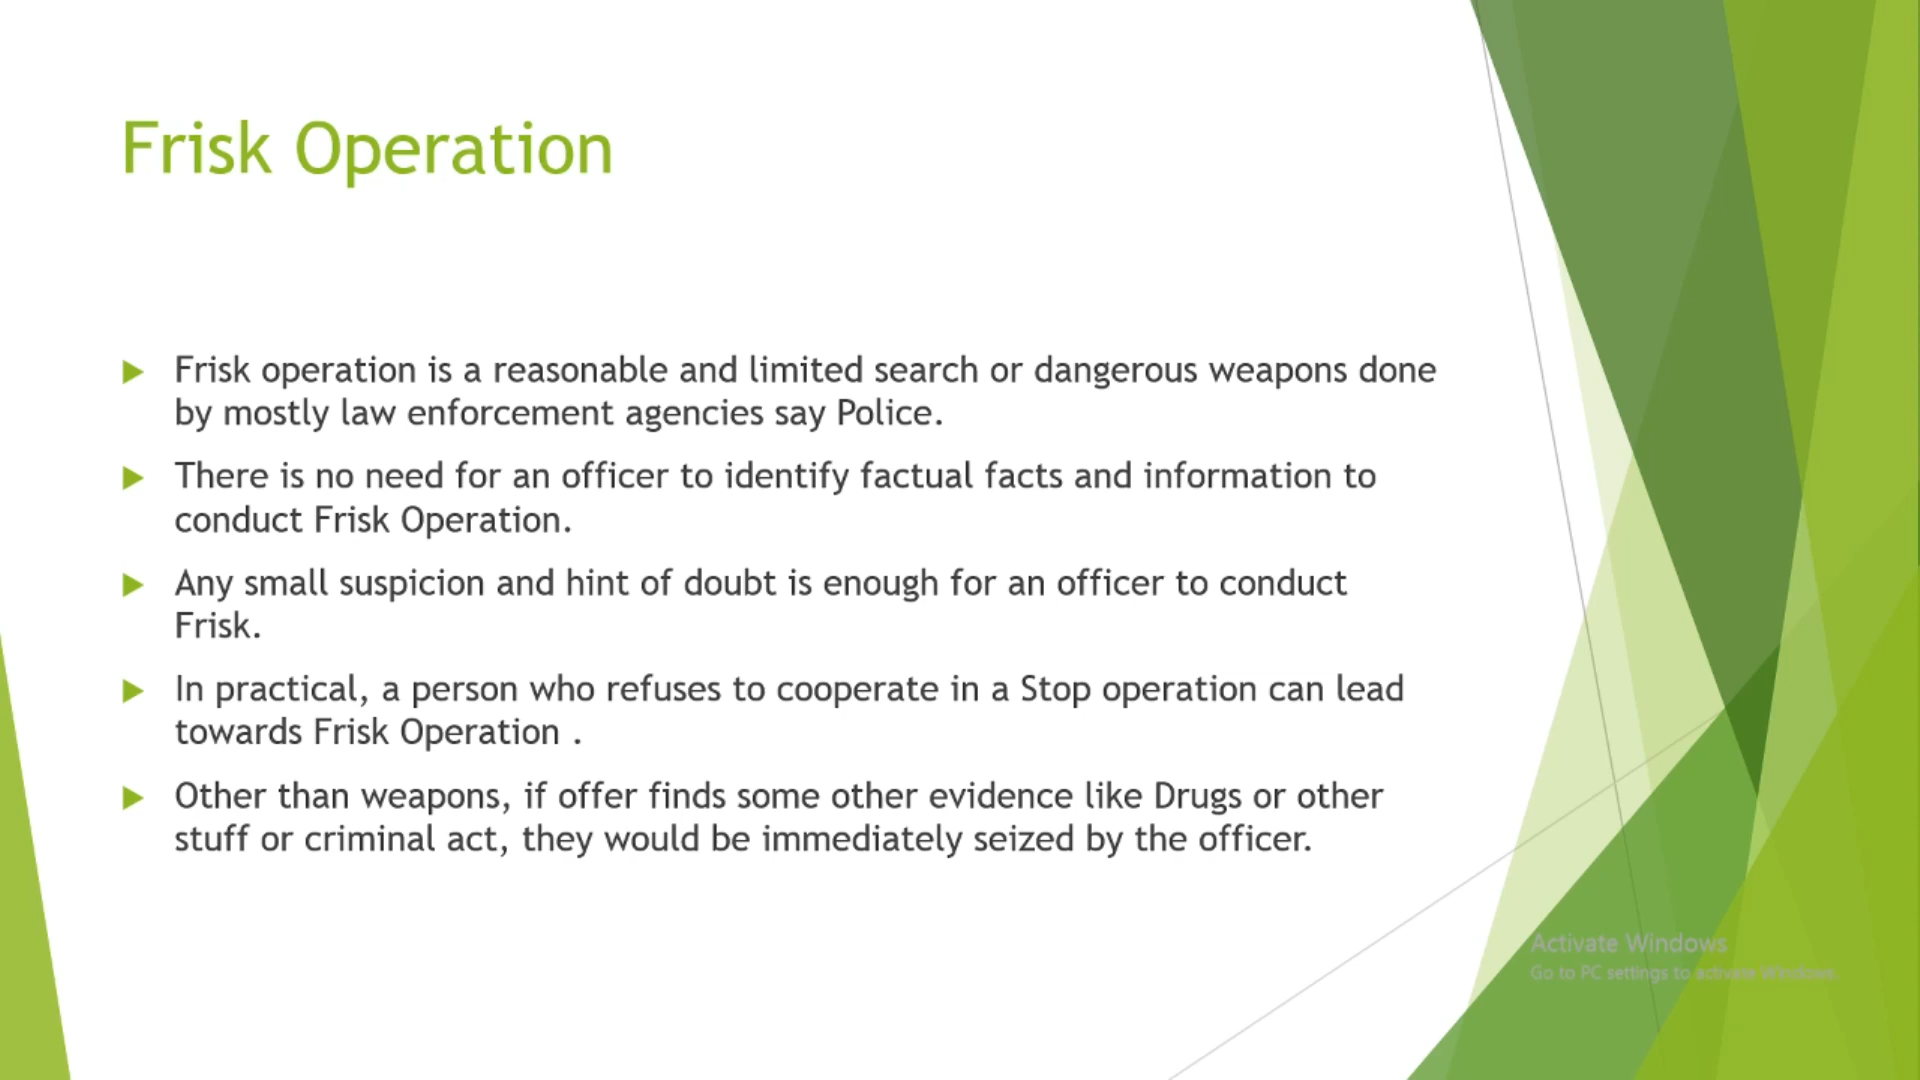 Frisk Operation
Frisk operation is a reasonable and limited search or dangerous weapons done
by mostly law enforcement agencies say Police.
There is no need for an officer to identify factual facts and information to
conduct Frisk Operation.
Any small suspicion and hint of doubt is enough for an officer to conduct
Frisk.
In practical, a person who refuses to cooperate in a Stop operation can lead
towards Frisk Operation .
Other than weapons, if offer finds some other evidence like Drugs or other
stuff or criminal act, they would be immediately seized by the officer.
Activate Windows
Go to PC settings to activate Windows.